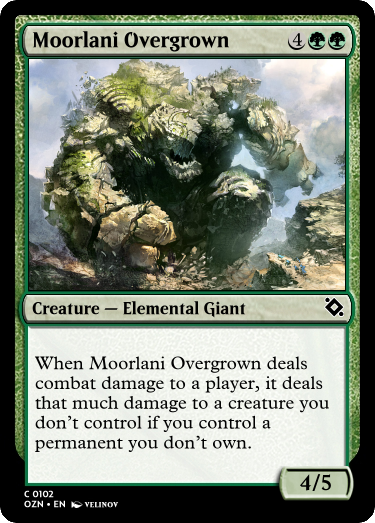 Moorlani Overgrown 4
Creature — Elemental Giant
When Moorlani Overgrown deals
combat damage to a player, it deals
that much damage to a creature you
don't control if you control a
permanent you don't own.
4/5
C 0102
OZN • EN VELINOV